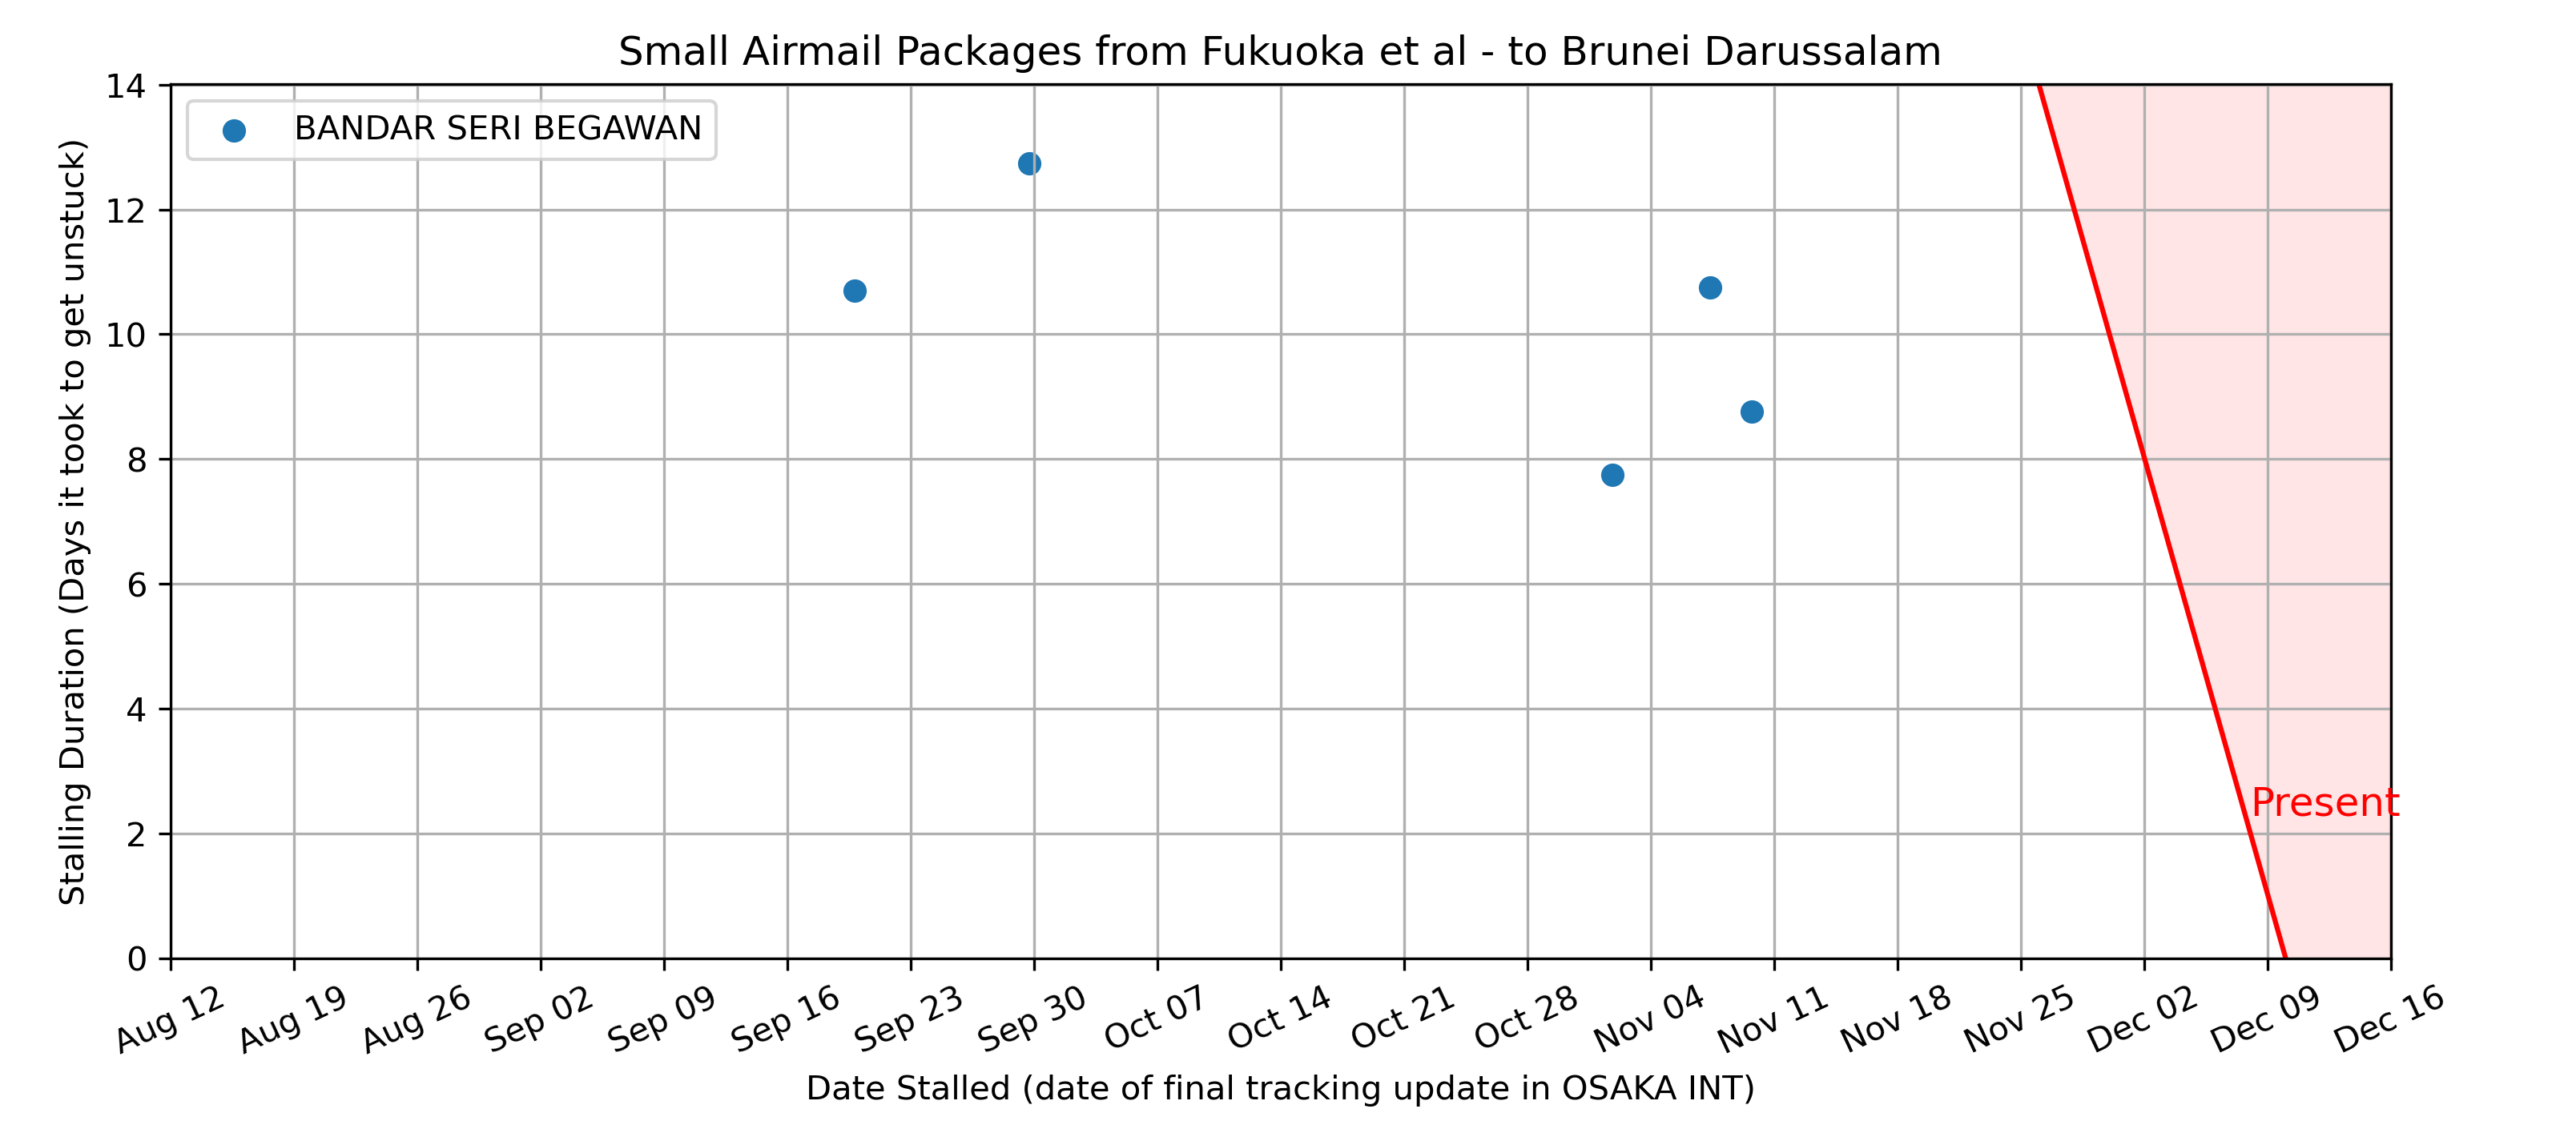 Small Airmail Packages from Fukuoka et al - to Brunei Darussalam
BANDAR SERI BEGAWAN
Stalling Duration (Days it took to get unstuck)
14
12
10
8
6
4
2
0
Present
Aug 12
Aug 19
Aug 26
Sep 02
Sep 09
Sep 16
Sep 23
Sep 30
Oct 07
Oct 14
Oct 21
Oct 28
Nov 04
Nov 11
Nov 18
Nov 25
Dec 02
Dec 09
Dec 16
Date Stalled (date of final tracking update in OSAKA INT)